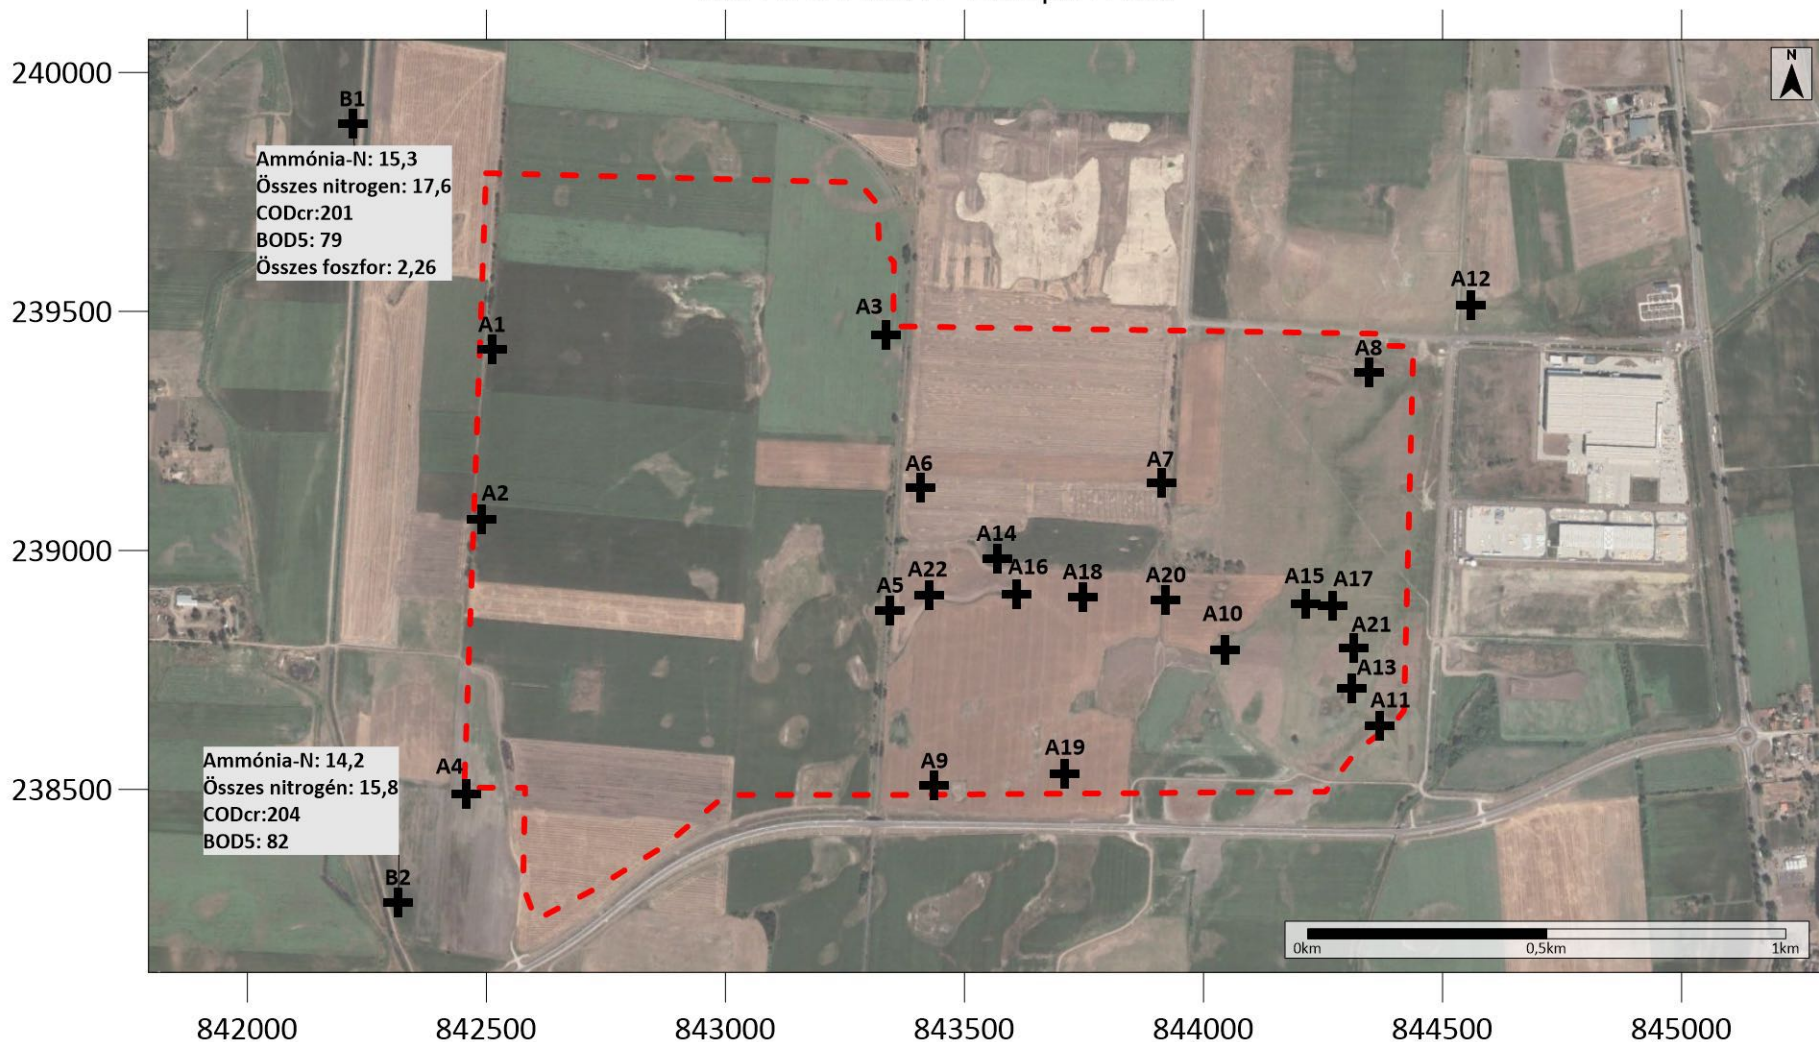 240000
239500
239000
238500
N
B1
Ammónia-N: 15,3
Összes nitrogen: 17,6
CODcr:201
BOD5: 79
Összes foszfor: 2,26
A12
A3
A1
A8
A6
A7
A2
A14
A16
A18
A20
A15
A17
A22
A5
A10
A21
A13
A11
A4
A9
A19
Ammónia-N: 14,2
Összes nitrogén: 15,8
CODcr:204
BOD5: 82
B2
0km 0,5km 1km
842000 842500 843000 843500 844000 844500 845000